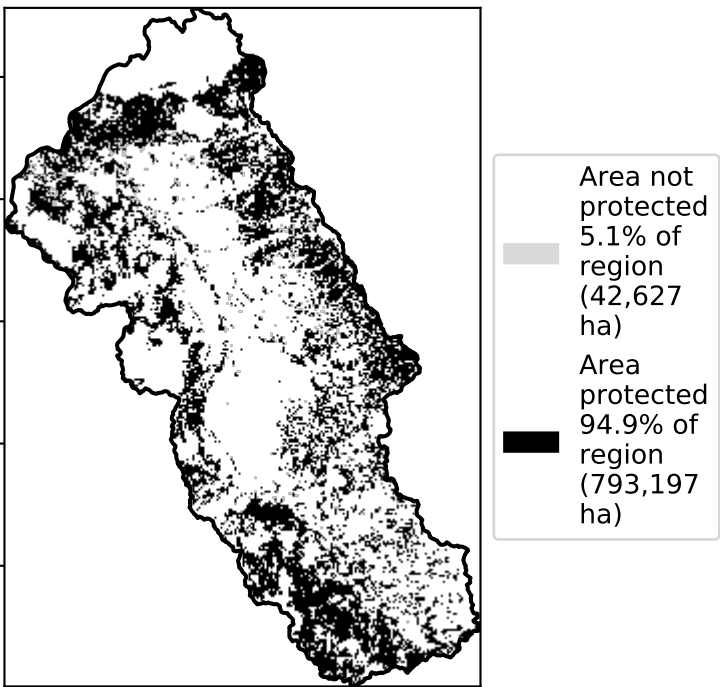 Area not
protected
5.1% of
region
(42,627
ha)
Area
protected
94.9% of
region
(793,197
ha)